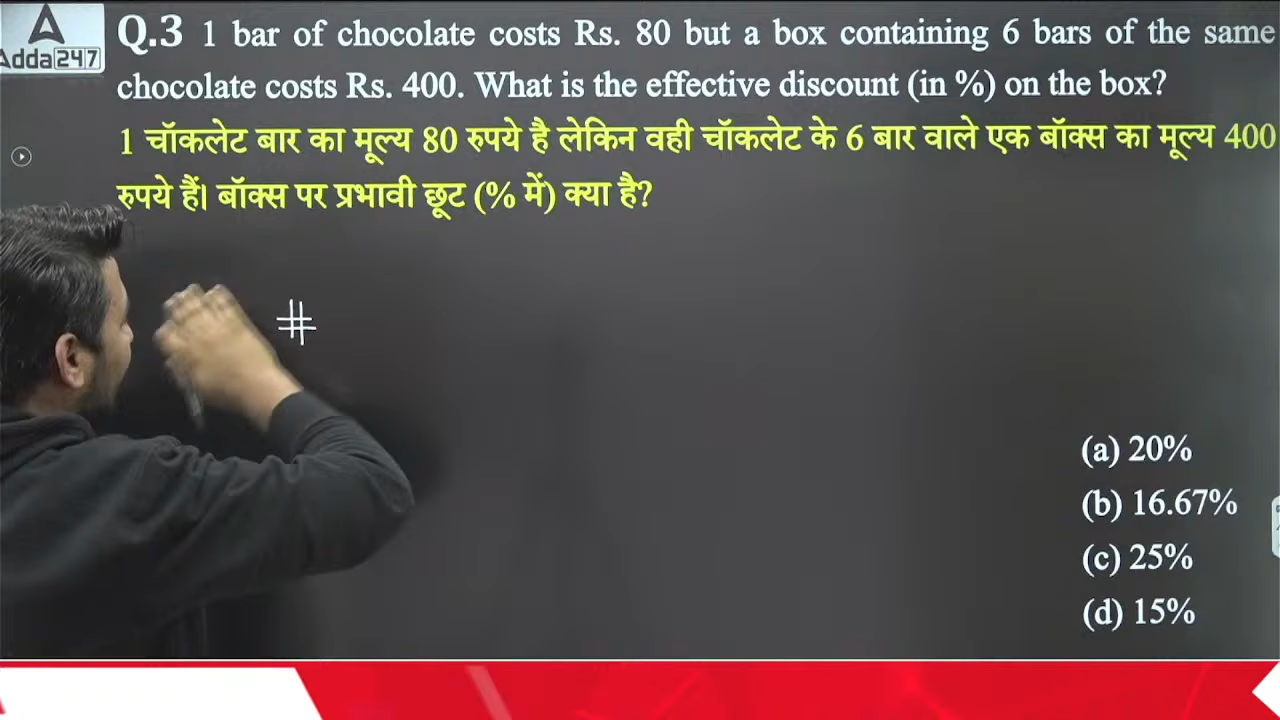 Adda247
Q.3 1 bar of chocolate costs Rs. 80 but a box containing 6 bars of the same
chocolate costs Rs. 400. What is the effective discount (in %) on the box?
1 चॉकलेट बार का मूल्य 80 रुपये है लेकिन वही चॉकलेट के 6 बार वाले एक बॉक्स का मूल्य 400
रुपये हैं। बॉक्स पर प्रभावी छूट (% में) क्या है?
#
(a) 20%
(b) 16.67%
(c) 25%
(d) 15%